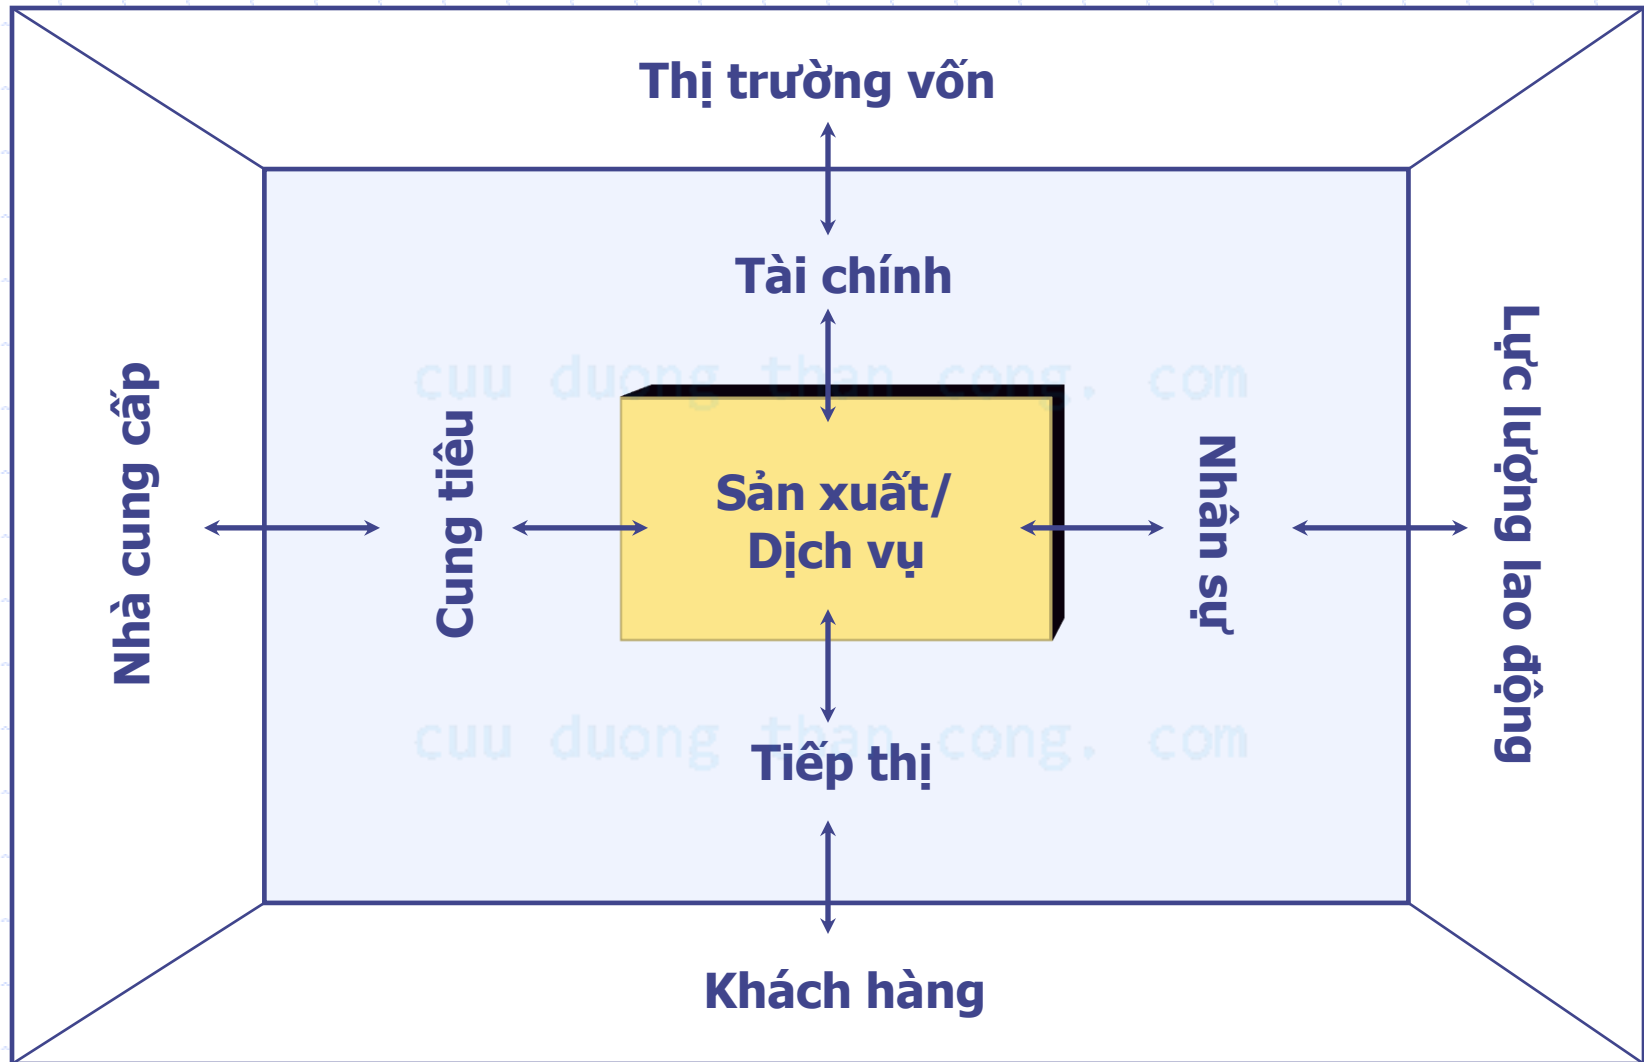 Thị trường vốn
Tài chính
cuu duong than cong. com
Nhà cung cấp
Cung tiêu
Sản xuất/
Dịch vụ
Nhân sự
Lực lượng lao động
cuu duong than cong. com
Tiếp thị
Khách hàng